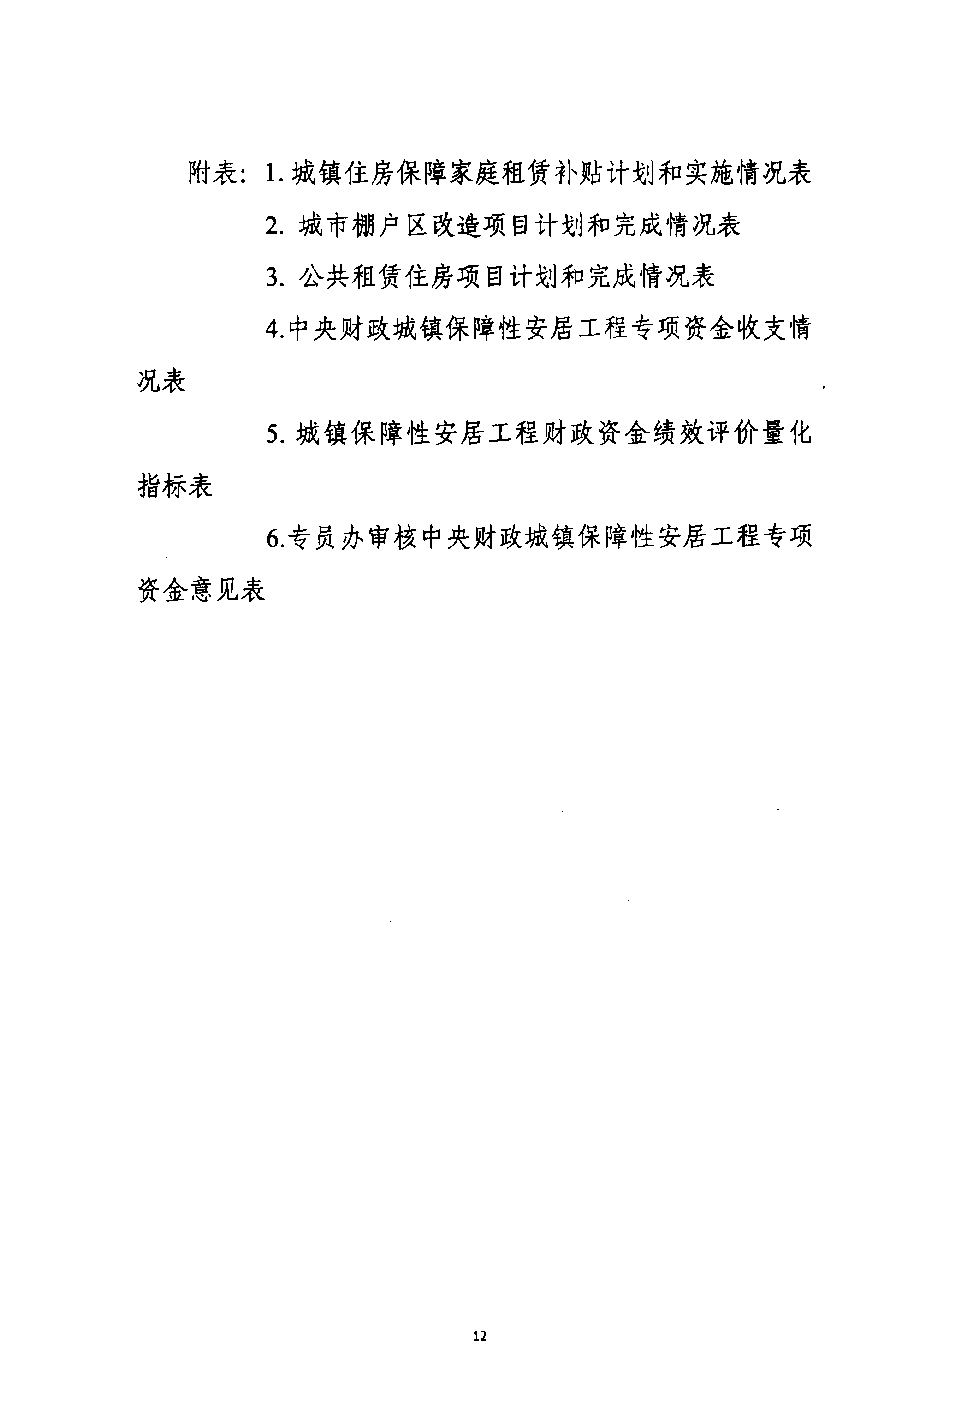 附表：1. 城镇住房保障家庭租赁补贴计划和实施情况表
2. 城市棚户区改造项目计划和完成情况表
3. 公共租赁住房项目计划和完成情况表
4.中央财政城镇保障性安居工程专项资金收支情
况表
5. 城镇保障性安居工程财政资金绩效评价量化
指标表
6.专员办审核中央财政城镇保障性安居工程专项
资金意见表
12